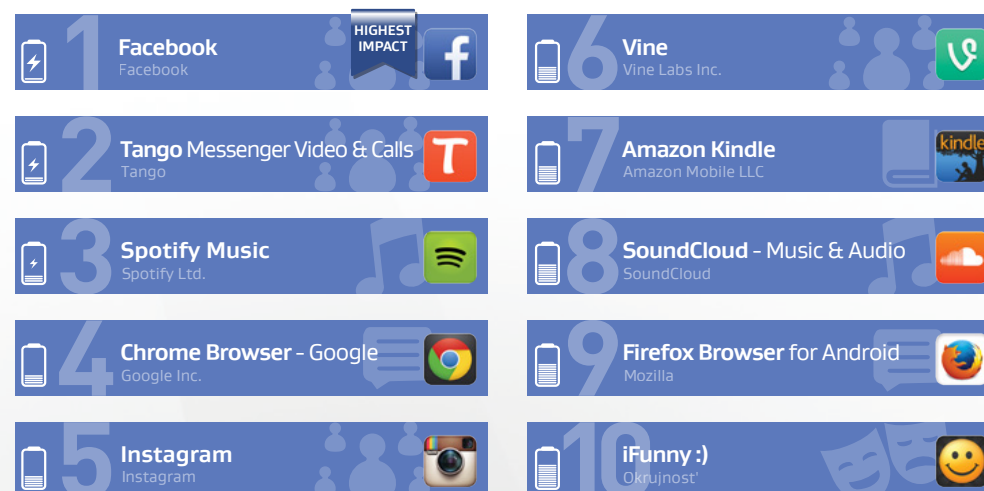 1
Facebook
Facebook
HIGHEST
IMPACT
2
Tango Messenger Video & Calls
Tango
3
Spotify Music
Spotify Ltd.
4
Chrome Browser - Google
Google Inc.
5
Instagram
Instagram
6
Vine
Vine Labs Inc.
7
Amazon Kindle
Amazon Mobile LLC
kindle
8
SoundCloud - Music & Audio
SoundCloud
9
Firefox Browser for Android
Mozilla
10
iFunny :)
Okrujnost'